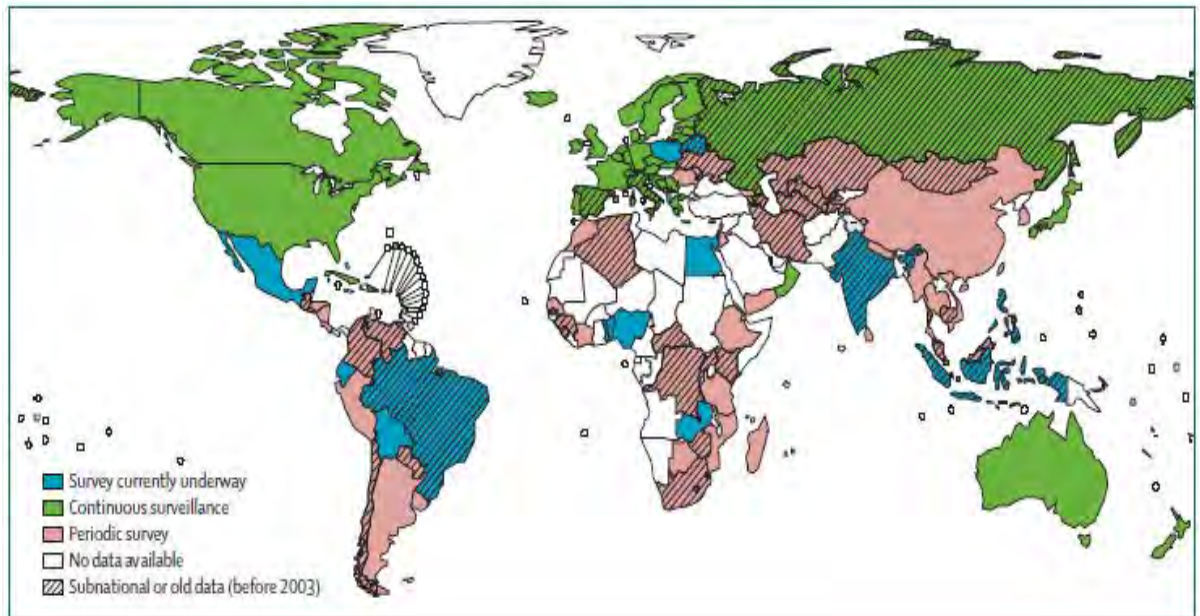 Survey currently underway
Continuous surveillance
Periodic survey
No data available
Subnational or old data (before 2003)